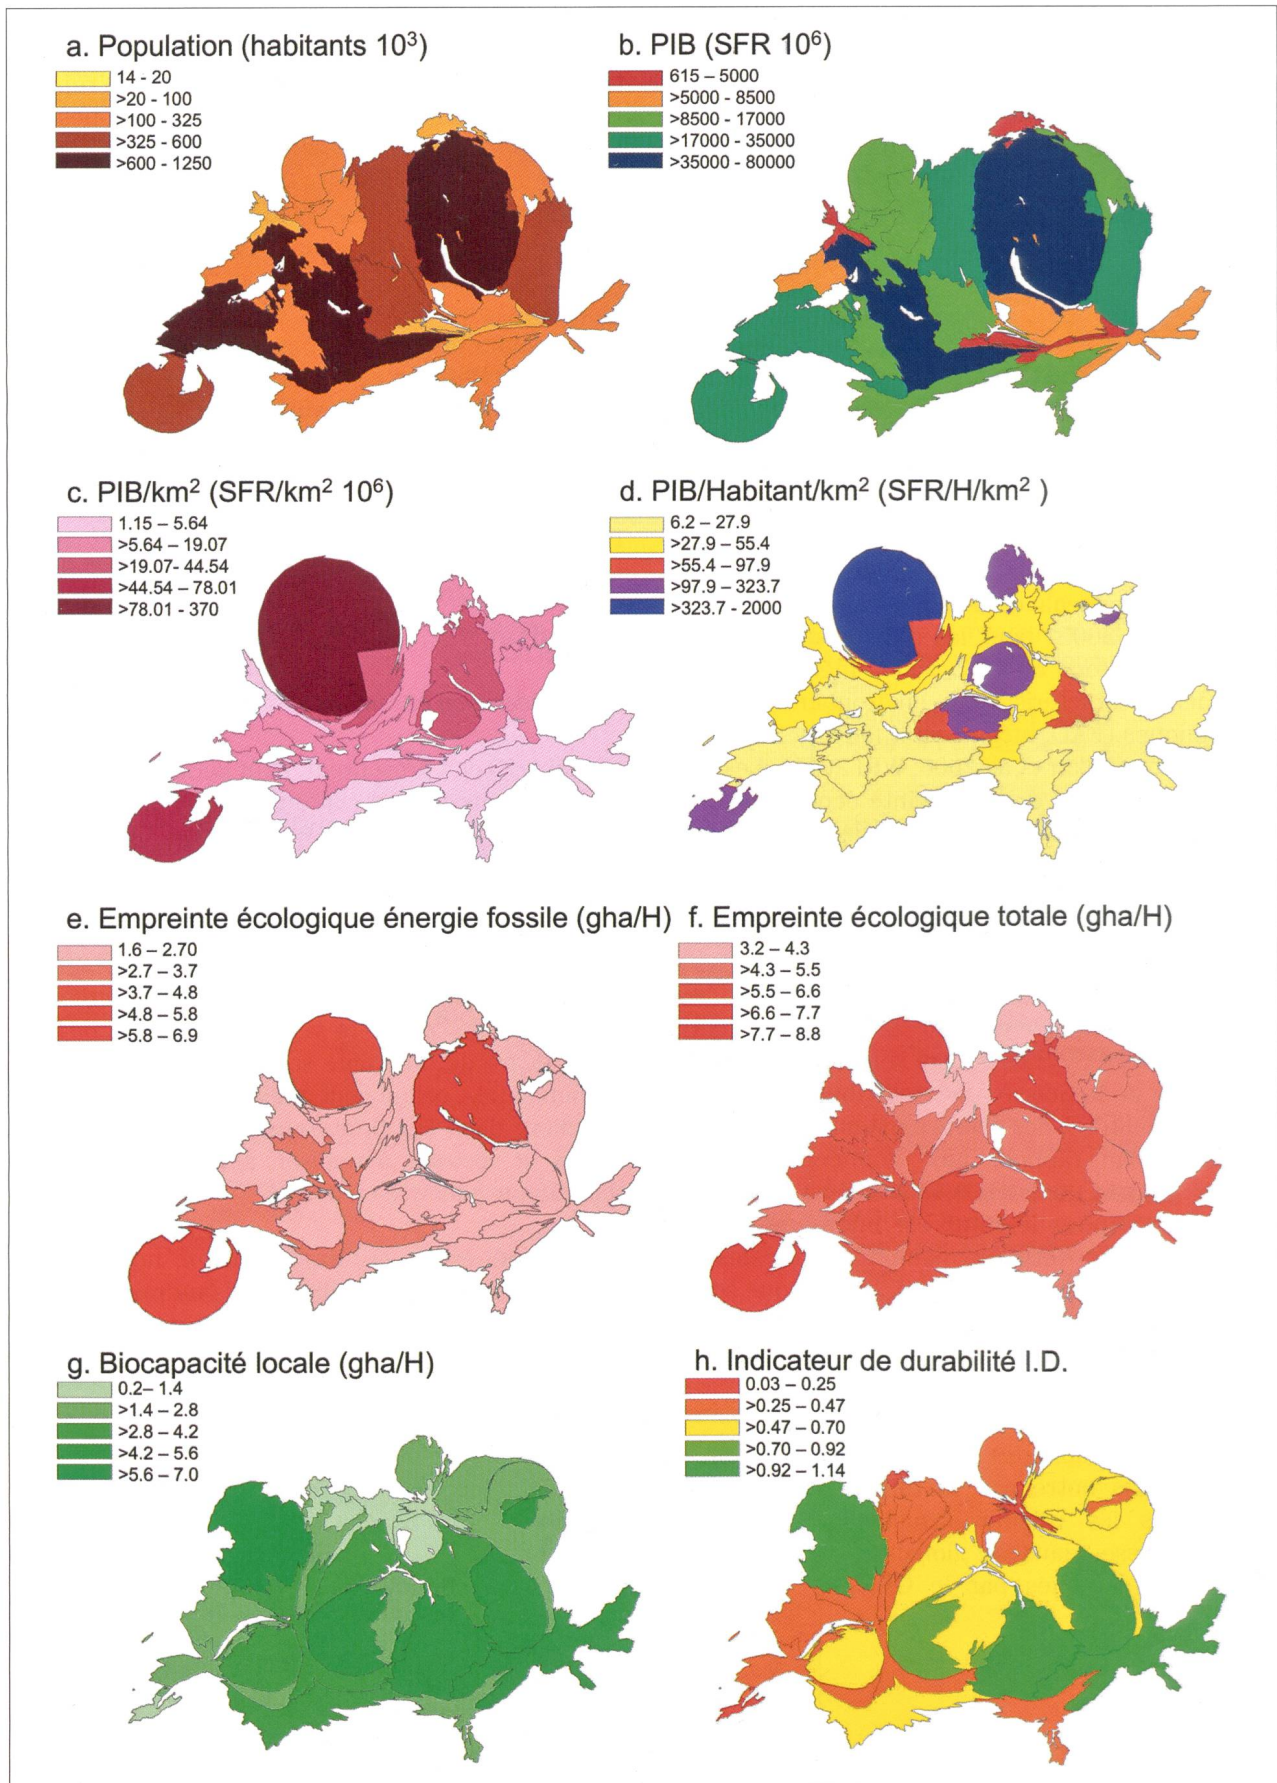 a. Population (habitants 10³)
14 - 20
>20 - 100
>100 - 325
>325 - 600
>600 - 1250
b. PIB (SFR 10⁶)
615 – 5000
>5000 - 8500
>8500 - 17000
>17000 - 35000
>35000 - 80000
c. PIB/km² (SFR/km² 10⁶)
1.15 – 5.64
>5.64 – 19.07
>19.07- 44.54
>44.54 – 78.01
>78.01 - 370
d. PIB/Habitant/km² (SFR/H/km² )
6.2 – 27.9
>27.9 – 55.4
>55.4 – 97.9
>97.9 – 323.7
>323.7 - 2000
e. Empreinte écologique énergie fossile (gha/H)
1.6 – 2.70
>2.7 – 3.7
>3.7 – 4.8
>4.8 – 5.8
>5.8 – 6.9
f. Empreinte écologique totale (gha/H)
3.2 – 4.3
>4.3 – 5.5
>5.5 – 6.6
>6.6 – 7.7
>7.7 – 8.8
g. Biocapacité locale (gha/H)
0.2– 1.4
>1.4 – 2.8
>2.8 – 4.2
>4.2 – 5.6
>5.6 – 7.0
h. Indicateur de durabilité I.D.
0.03 – 0.25
>0.25 – 0.47
>0.47 – 0.70
>0.70 – 0.92
>0.92 – 1.14